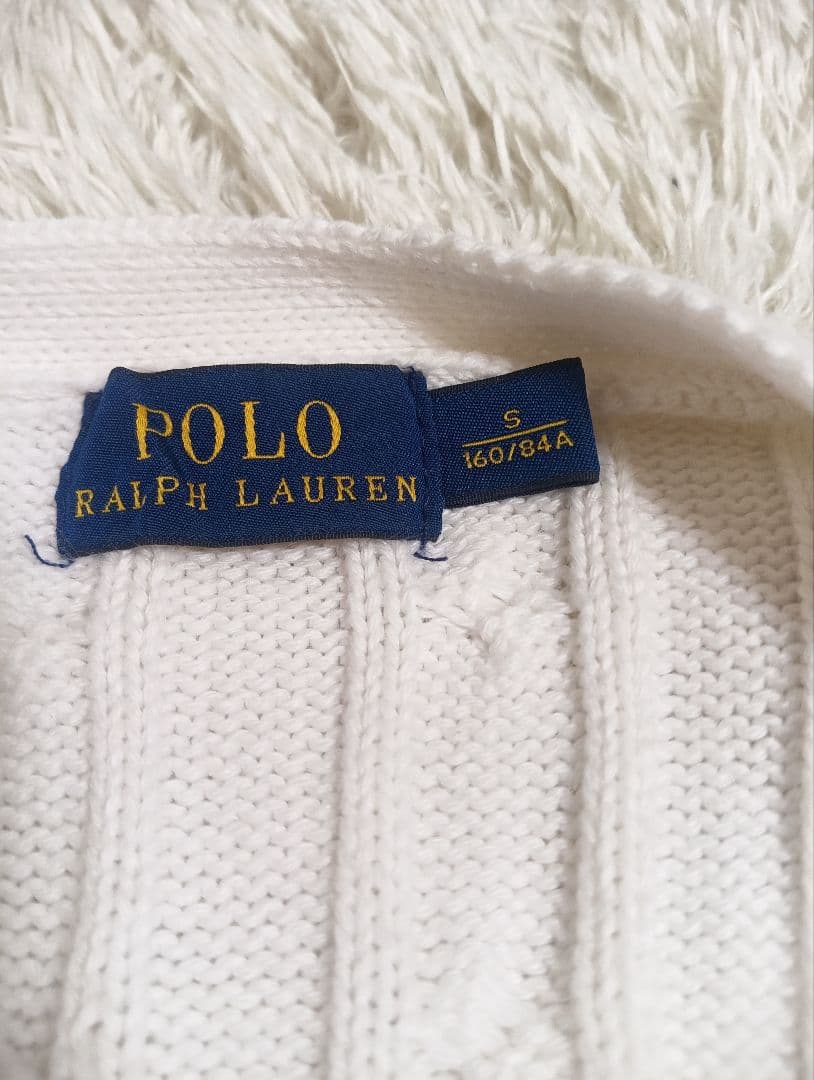 POLO
RALPH LAUREN
S
160/84A